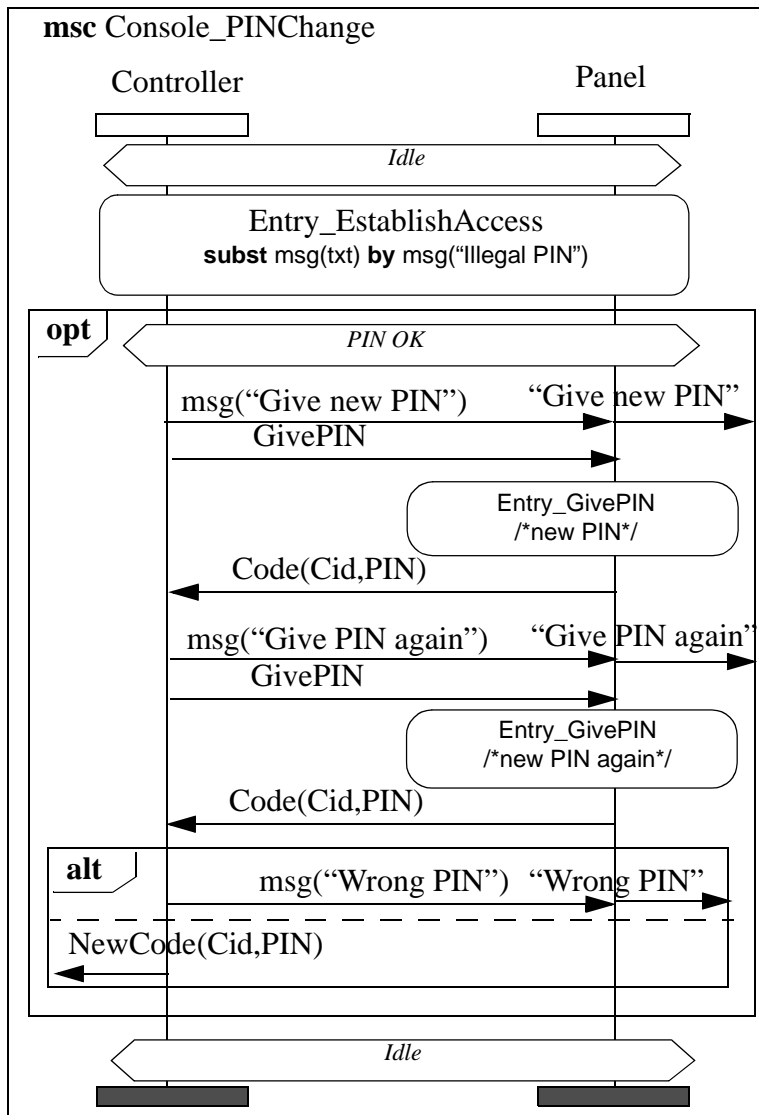 msc Console_PINChange
Controller
Panel
Idle
Entry_EstablishAccess
subst msg(txt) by msg(“Illegal PIN”)
opt
PIN OK
msg(“Give new PIN”)
“Give new PIN”
GivePIN
Entry_GivePIN
/*new PIN*/
Code(Cid,PIN)
msg(“Give PIN again”)
“Give PIN again”
GivePIN
Entry_GivePIN
/*new PIN again*/
Code(Cid,PIN)
alt
msg(“Wrong PIN”)
“Wrong PIN”
NewCode(Cid,PIN)
Idle